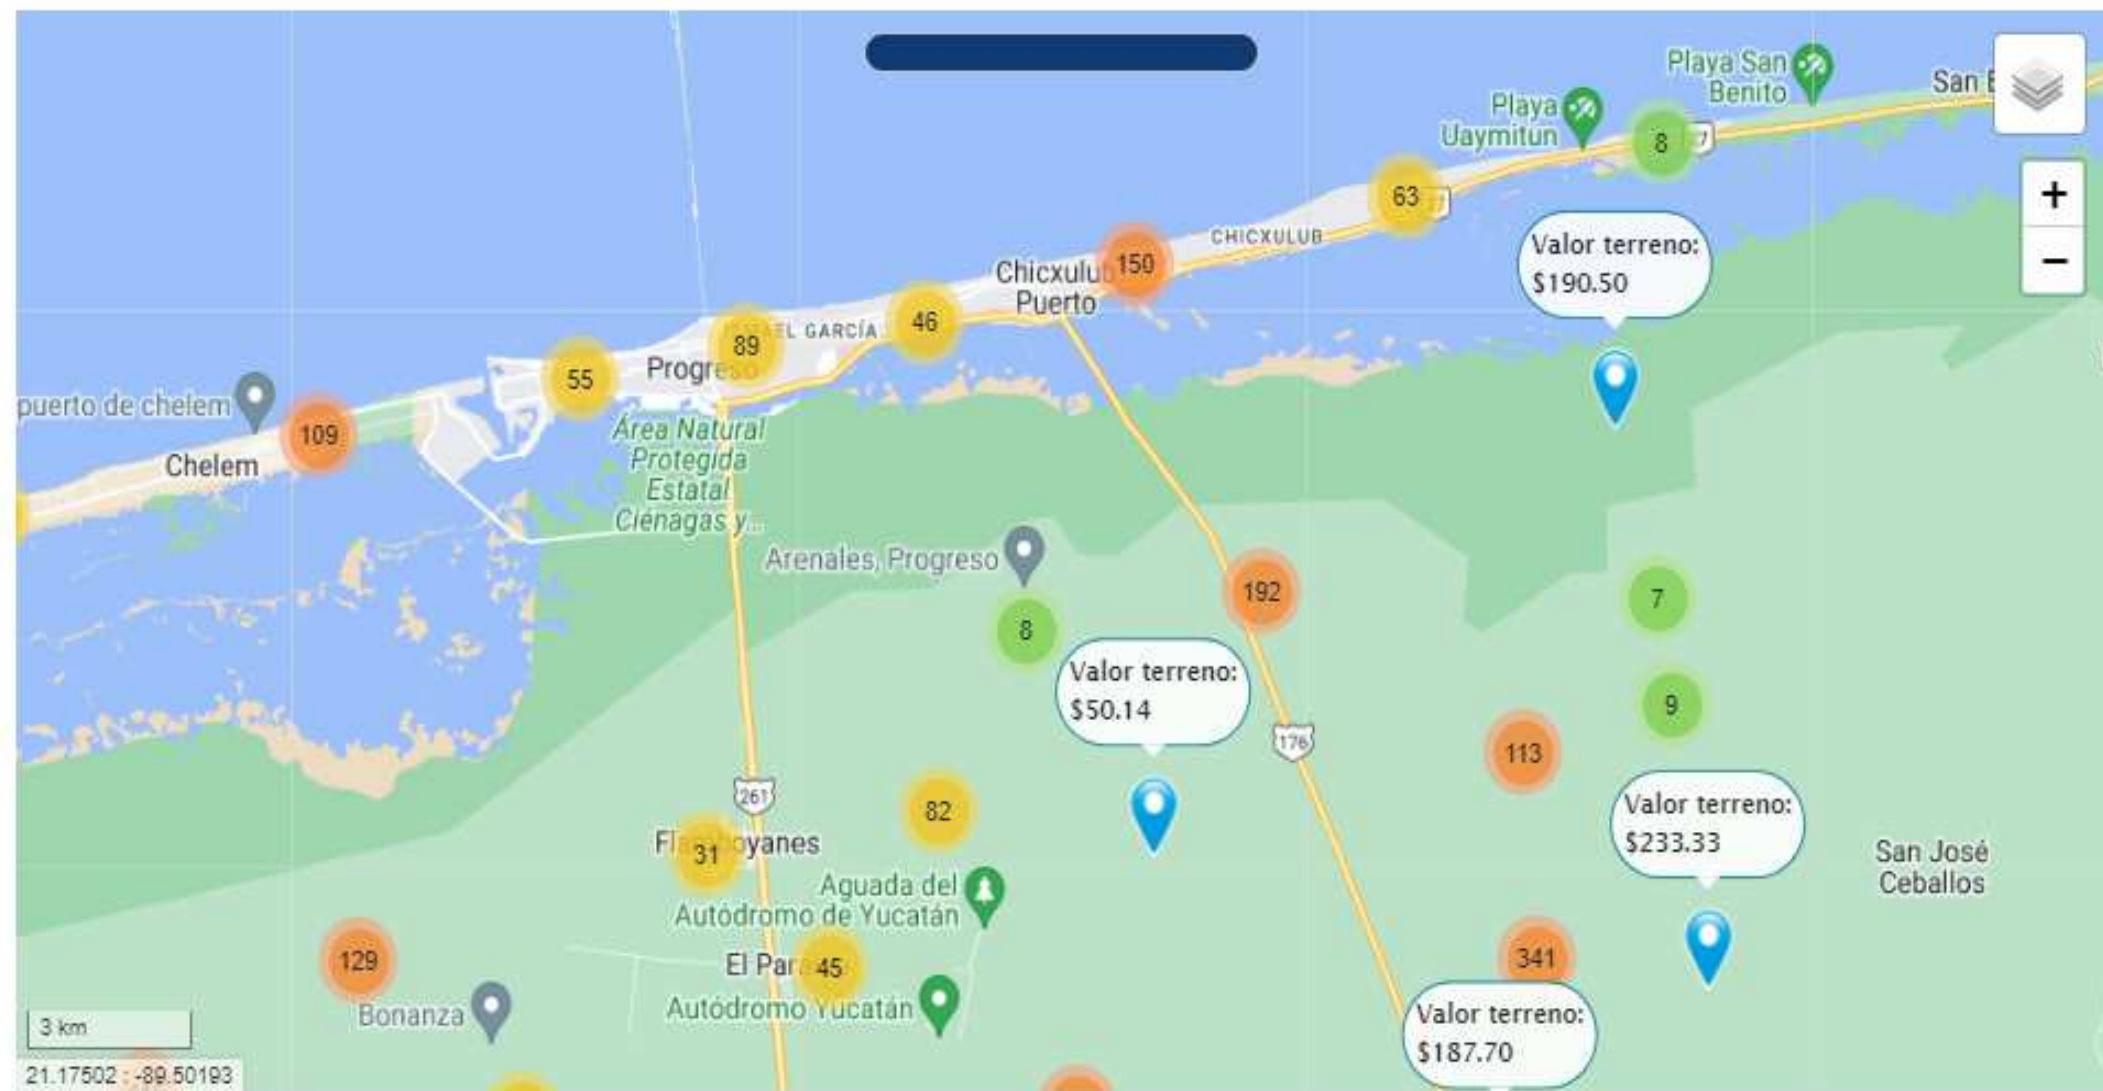 Playa San
Benito
San
Playa
Uaymitun
8
7
+
63
CHICXULUB
Valor terreno:
$190.50
−
Chicxulub
Puerto
150
46
ISMAEL GARCÍA
89
Progreso
55
puerto de chelem
109
Chelem
Área Natural
Protegida
Estatal
Ciénagas y...
Arenales, Progreso
192
7
8
Valor terreno:
$50.14
9
176
113
261
82
Valor terreno:
$233.33
31
Aguada del
Autódromo de Yucatán
San José
Ceballos
129
El
45
341
Bonanza
Autódromo Yucatán
Valor terreno:
$187.70
3 km
21.17502 : -89.50193